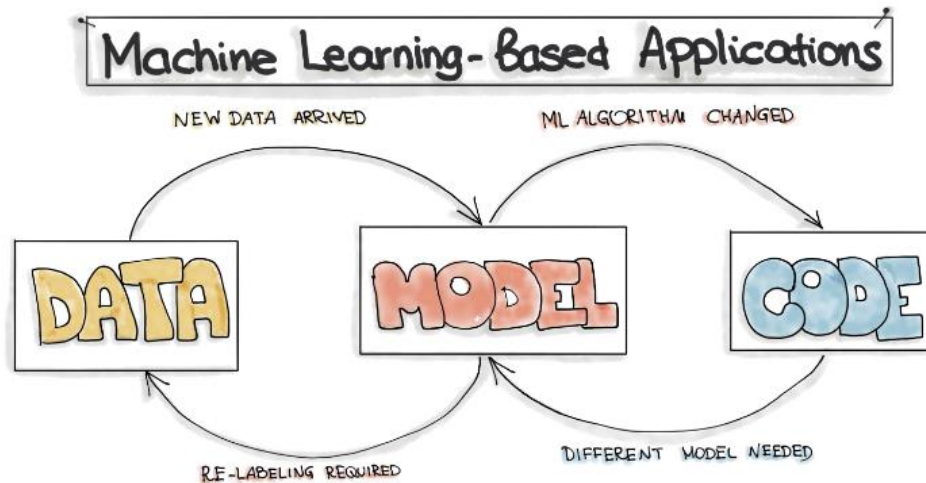 Machine Learning-Based Applications
NEW DATA ARRIVED
ML ALGORITHM CHANGED
DATA
MODEL
CODE
RE-LABELING REQUIRED
DIFFERENT MODEL NEEDED